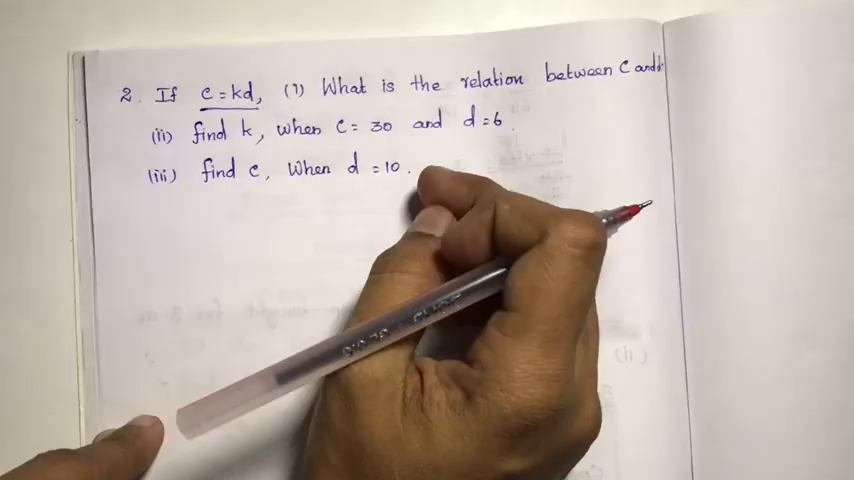 2. If c = kd, (i) What is the relation between c and d.
(ii) find k, when c = 30 and d = 6.
(iii) find c, When d = 10.
(ii)